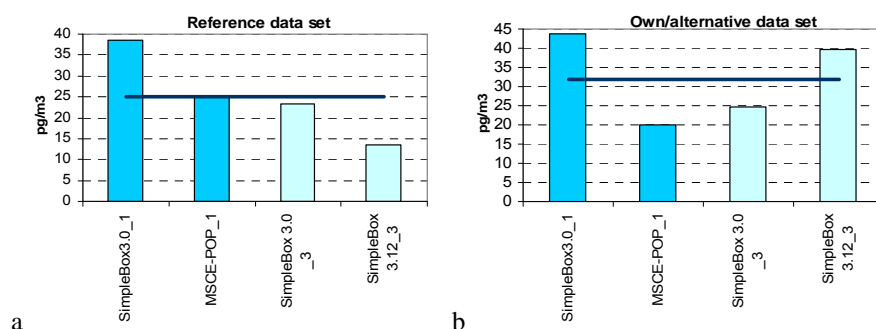 Reference data set
40
35
30
25
20
15
10
5
0
pg/m3
SimpleBox3.0_1
MSCE-POP_1
SimpleBox 3.0
_3
SimpleBox
3.12_3
a
Own/alternative data set
45
40
35
30
25
20
15
10
5
0
pg/m3
SimpleBox3.0_1
MSCE-POP_1
SimpleBox 3.0
_3
SimpleBox
3.12_3
b